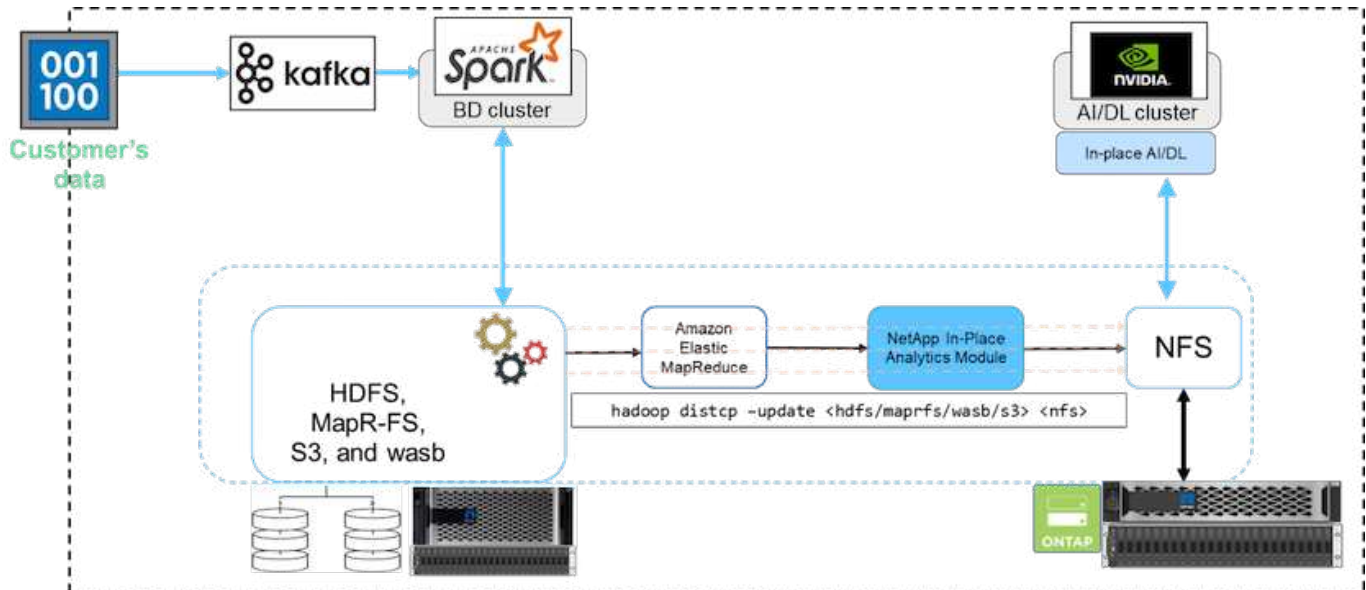 001
100
Customer's
data
kafka
APACHE
Spark
BD cluster
NVIDIA.
AI/DL cluster
In-place AI/DL
HDFS,
MapR-FS,
S3, and wasb
Amazon
Elastic
MapReduce
NetApp In-Place
Analytics Module
NFS
hadoop distcp –update <hdfs/maprfs/wasb/s3> <nfs>
ONTAP